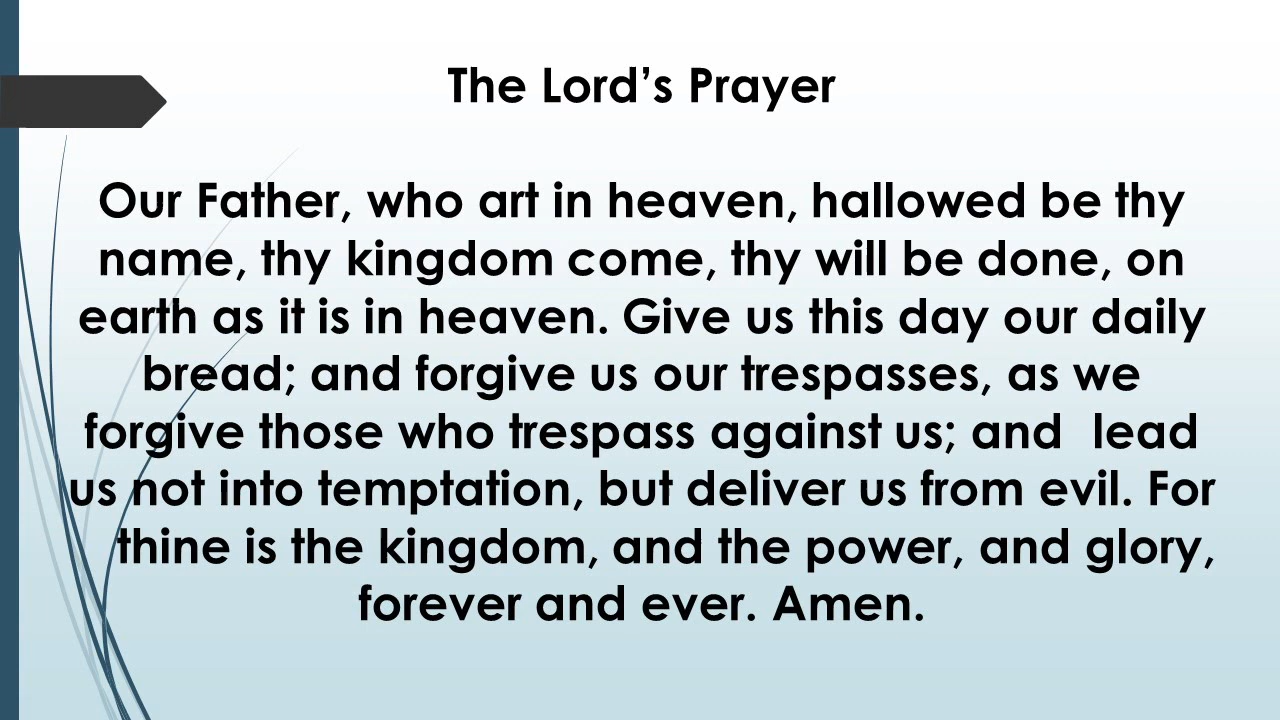 The Lord’s Prayer
Our Father, who art in heaven, hallowed be thy
name, thy kingdom come, thy will be done, on
earth as it is in heaven. Give us this day our daily
bread; and forgive us our trespasses, as we
forgive those who trespass against us; and  lead
us not into temptation, but deliver us from evil. For
thine is the kingdom, and the power, and glory,
forever and ever. Amen.